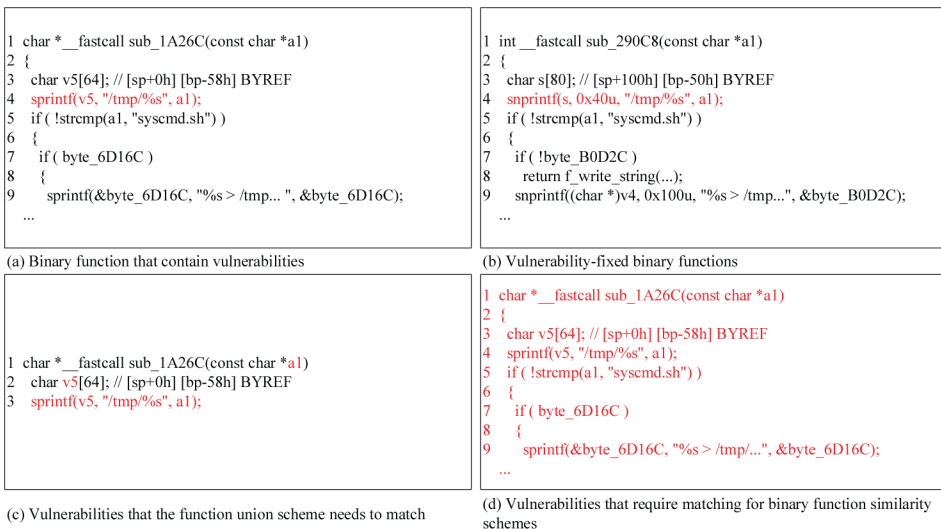 1 char *__fastcall sub_1A26C(const char *a1)
2 {
3 char v5[64]; // [sp+0h] [bp-58h] BYREF
4 sprintf(v5, "/tmp/%s", a1);
5 if ( !strcmp(a1, "syscmd.sh") )
6 {
7 if ( byte_6D16C )
8 {
9 sprintf(&byte_6D16C, "%s > /tmp... ", &byte_6D16C);
...
(a) Binary function that contain vulnerabilities
1 int __fastcall sub_290C8(const char *a1)
2 {
3 char s[80]; // [sp+100h] [bp-50h] BYREF
4 snprintf(s, 0x40u, "/tmp/%s", a1);
5 if ( !strcmp(a1, "syscmd.sh") )
6 {
7 if ( !byte_B0D2C )
8 return f_write_string(...);
9 snprintf((char *)v4, 0x100u, "%s > /tmp...", &byte_B0D2C);
...
(b) Vulnerability-fixed binary functions
1 char *__fastcall sub_1A26C(const char *a1)
2 char v5[64]; // [sp+0h] [bp-58h] BYREF
3 sprintf(v5, "/tmp/%s", a1);
(c) Vulnerabilities that the function union scheme needs to match
1 char *__fastcall sub_1A26C(const char *a1)
2 {
3 char v5[64]; // [sp+0h] [bp-58h] BYREF
4 sprintf(v5, "/tmp/%s", a1);
5 if ( !strcmp(a1, "syscmd.sh") )
6 {
7 if ( byte_6D16C )
8 {
9 sprintf(&byte_6D16C, "%s > /tmp/...", &byte_6D16C);
...
(d) Vulnerabilities that require matching for binary function similarity
schemes